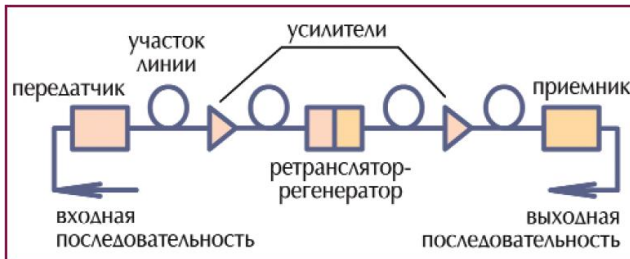 усилители
участок
линии
передатчик
приемник
ретранслятор-
регенератор
входная
последовательность
выходная
последовательность